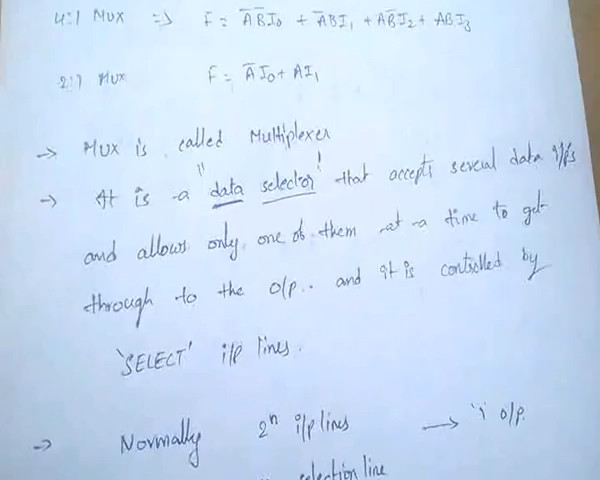 4:1 Mux => F = A̅B̅I₀ + A̅BI₁ + AB̅I₂ + ABI₃
2:1 Mux F = A̅I₀ + AI₁
→ Mux is called Multiplexer
→ It is a "data selector" that accepts several data i/p's
and allows only one of them at a time to get
through to the o/p.. and it is controlled by
'SELECT' i/p lines.
→ Normally 2ⁿ i/p lines → '1' o/p.
selection line